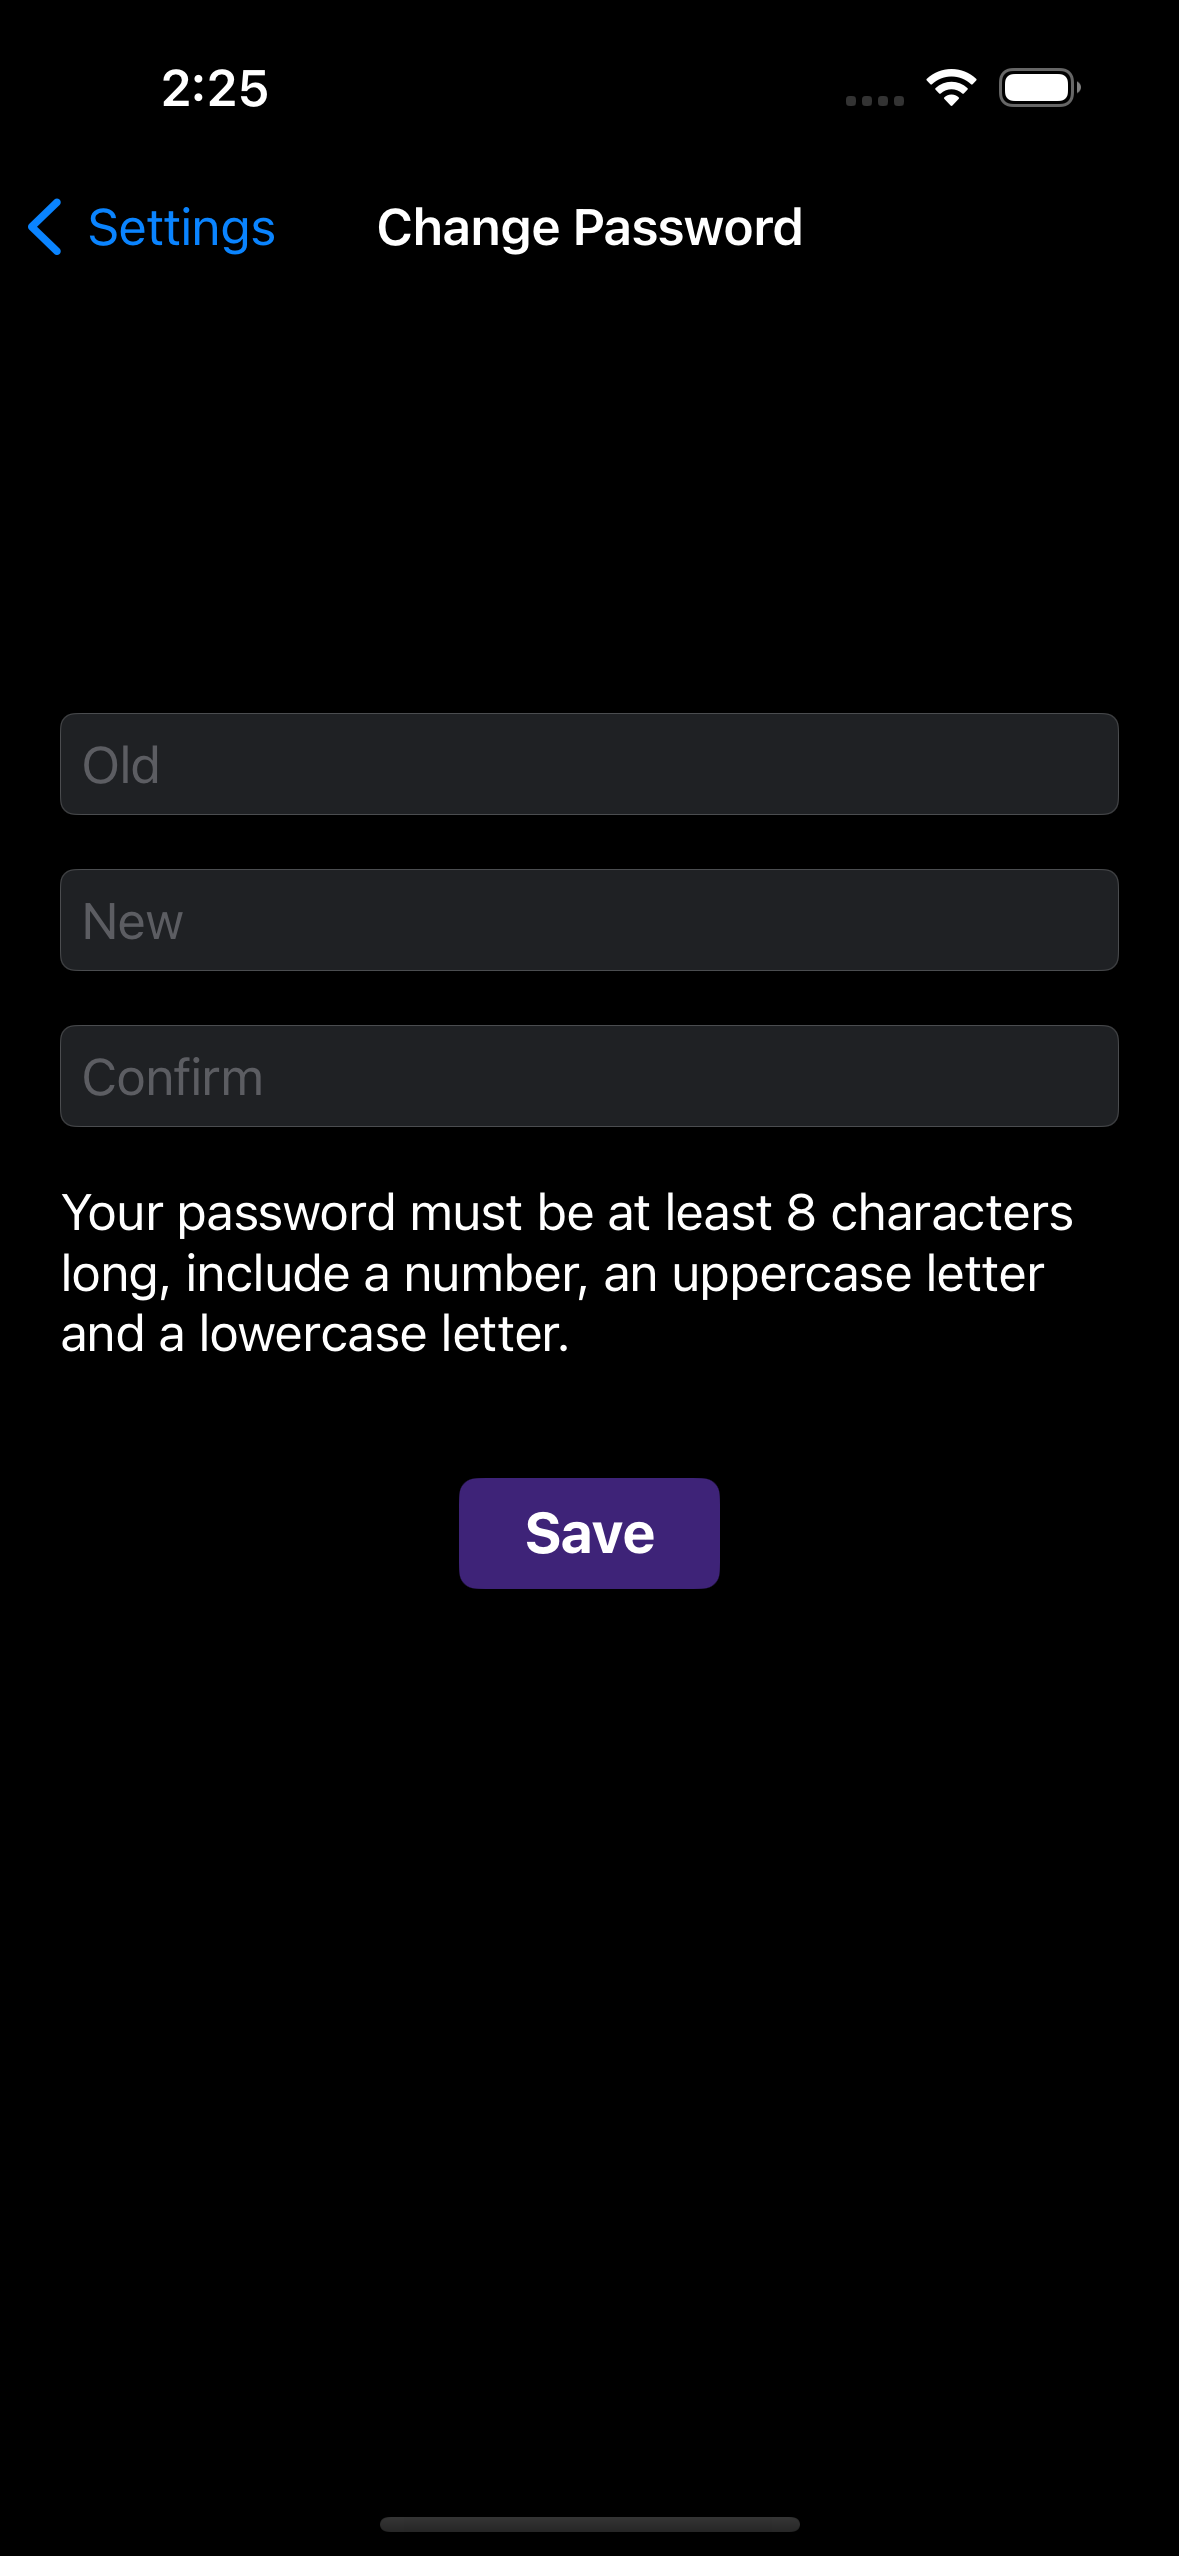 2:25
Settings
Change Password
Old
New
Confirm
Your password must be at least 8 characters
long, include a number, an uppercase letter
and a lowercase letter.
Save